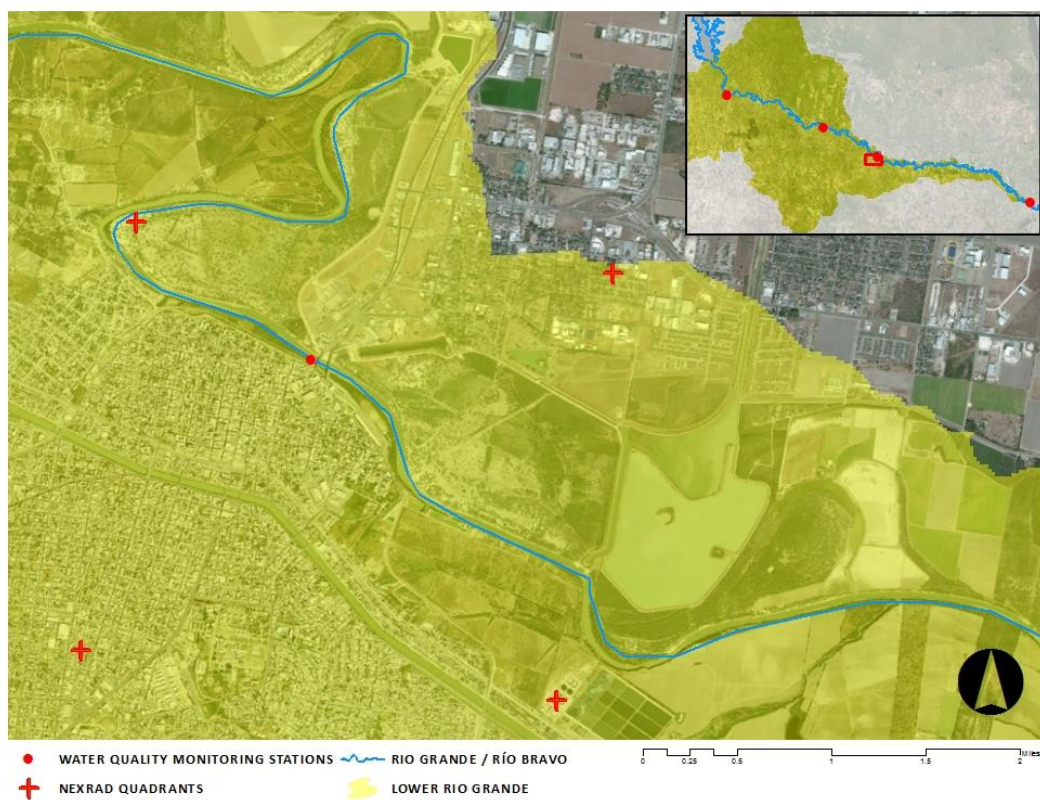 WATER QUALITY MONITORING STATIONS RIO GRANDE / RÍO BRAVO
0 0.25 0.5 1 1.5 2 Miles
NEXRAD QUADRANTS LOWER RIO GRANDE